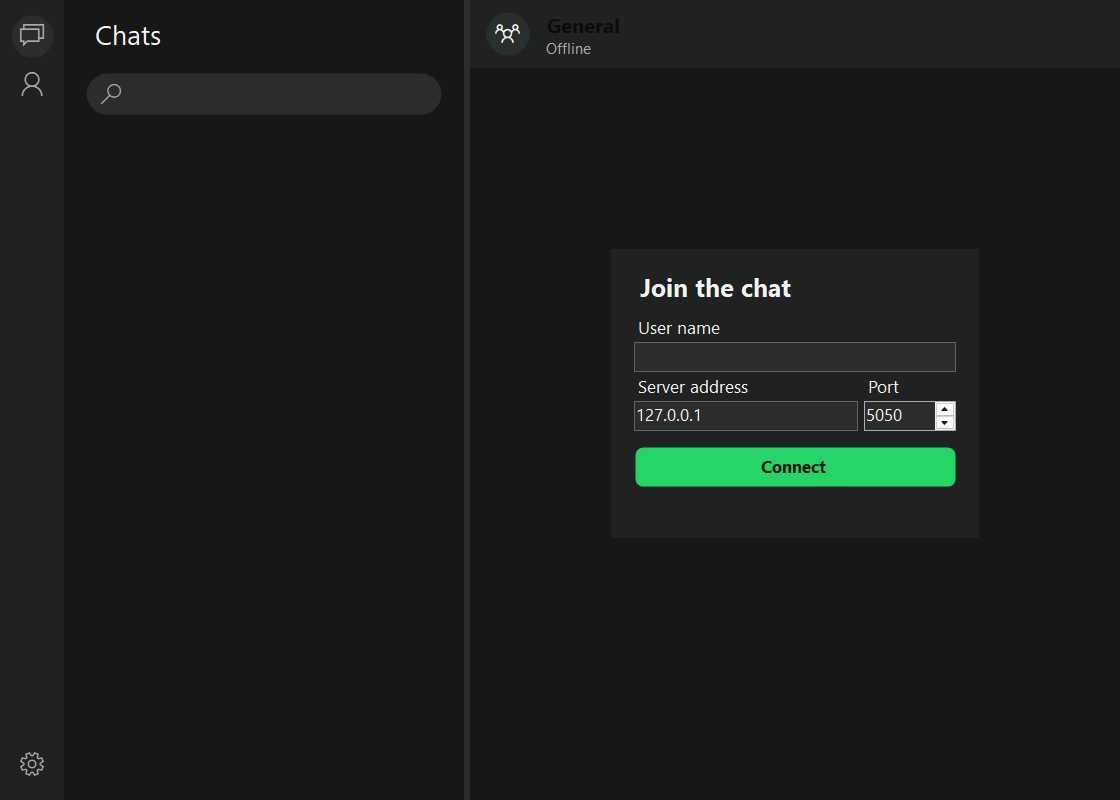 Chats
General
Offline
Join the chat
User name
Server address Port
127.0.0.1 5050
Connect